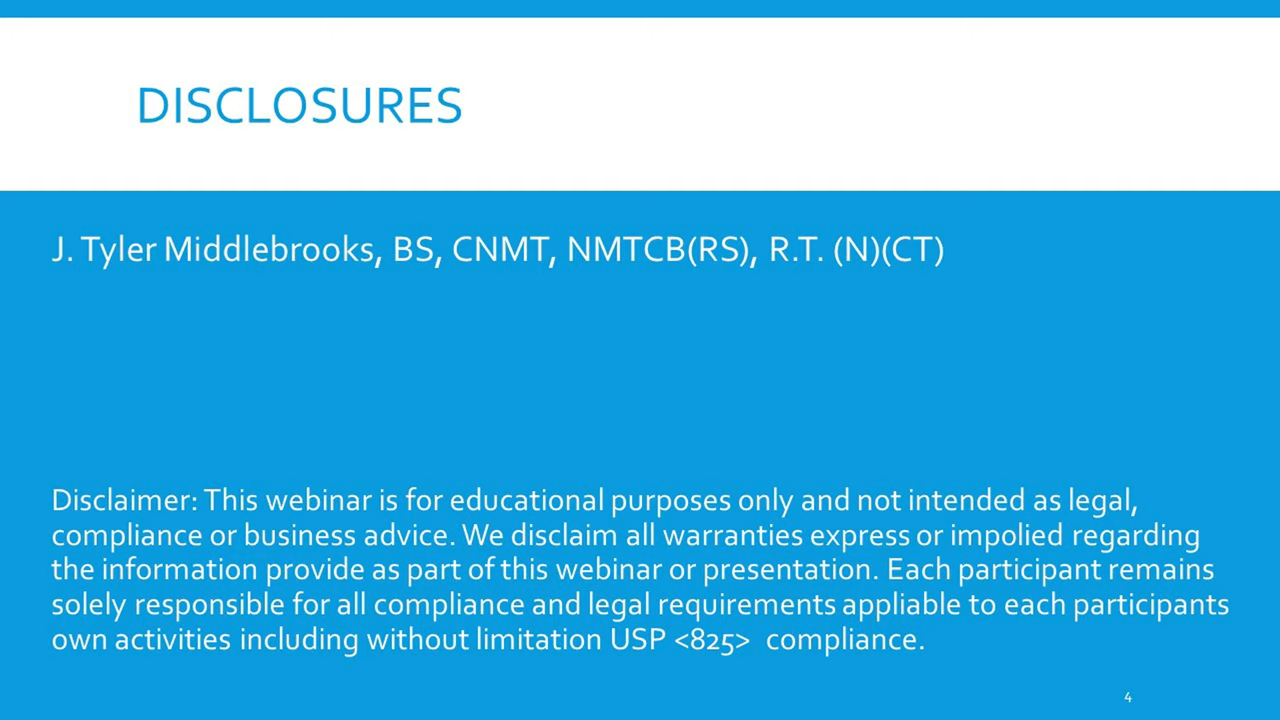 DISCLOSURES
J. Tyler Middlebrooks, BS, CNMT, NMTCB(RS), R.T. (N)(CT)
Disclaimer: This webinar is for educational purposes only and not intended as legal,
compliance or business advice. We disclaim all warranties express or impolied regarding
the information provide as part of this webinar or presentation. Each participant remains
solely responsible for all compliance and legal requirements appliable to each participants
own activities including without limitation USP <825> compliance.
4